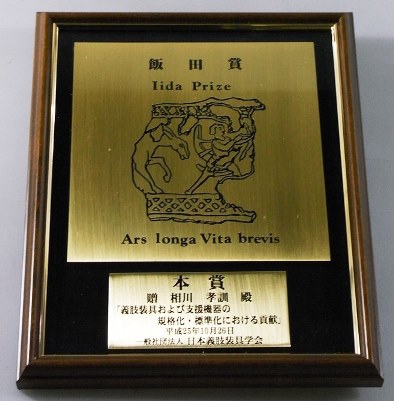 飯田賞
Iida Prize
Ars longa Vita brevis
本賞
贈 相川 孝訓 殿
「義肢装具および支援機器の
規格化・標準化における貢献」
平成25年10月26日
一般社団法人 日本義肢装具学会